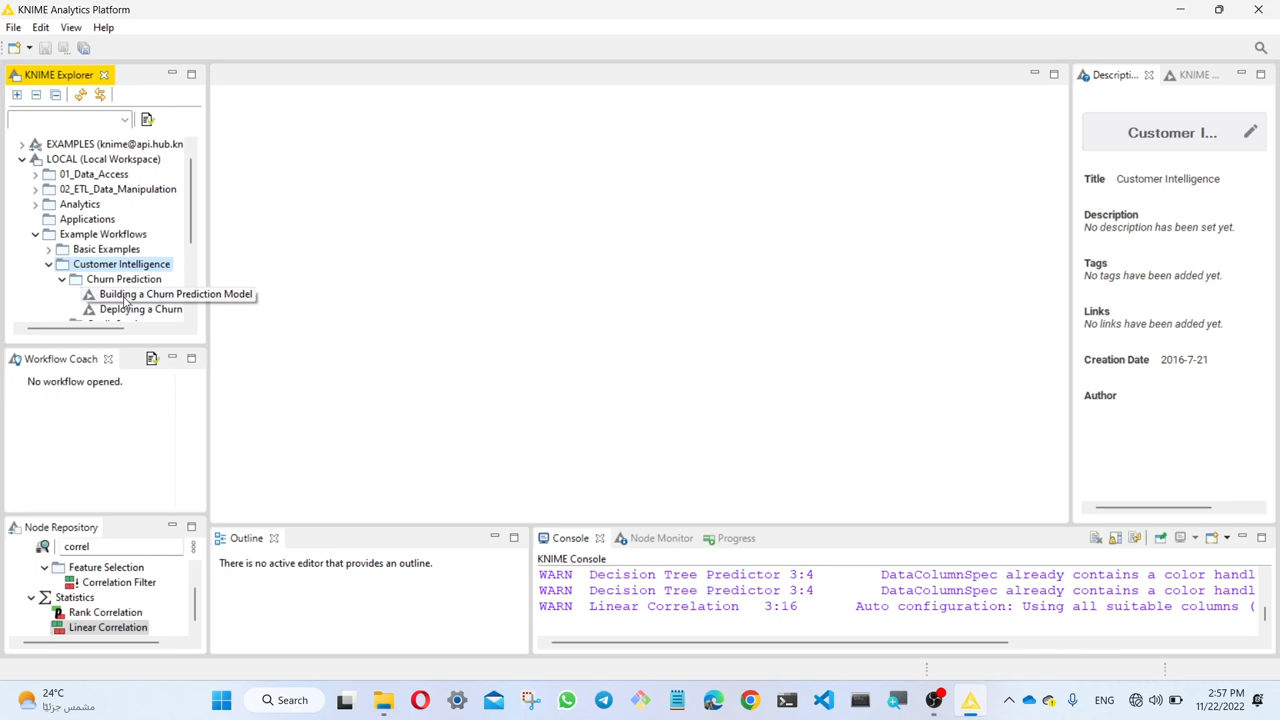 KNIME Analytics Platform
File Edit View Help
KNIME Explorer
EXAMPLES (knime@api.hub.kn
LOCAL (Local Workspace)
01_Data_Access
02_ETL_Data_Manipulation
Analytics
Applications
Example Workflows
Basic Examples
Customer Intelligence
Churn Prediction
Building a Churn Prediction Model
Deploying a Churn
Workflow Coach
No workflow opened.
Node Repository
correl
Feature Selection
Correlation Filter
Statistics
Rank Correlation
Linear Correlation
Outline
There is no active editor that provides an outline.
Console Node Monitor Progress
KNIME Console
WARN Decision Tree Predictor 3:4 DataColumnSpec already contains a color handl
WARN Decision Tree Predictor 3:4 DataColumnSpec already contains a color handl
WARN Linear Correlation 3:16 Auto configuration: Using all suitable columns (
Descripti... KNIME ...
Customer I...
Title Customer Intelligence
Description
No description has been set yet.
Tags
No tags have been added yet.
Links
No links have been added yet.
Creation Date 2016-7-21
Author
24°C
مشمس جزئيًا
Search
ENG
2:57 PM
11/22/2022